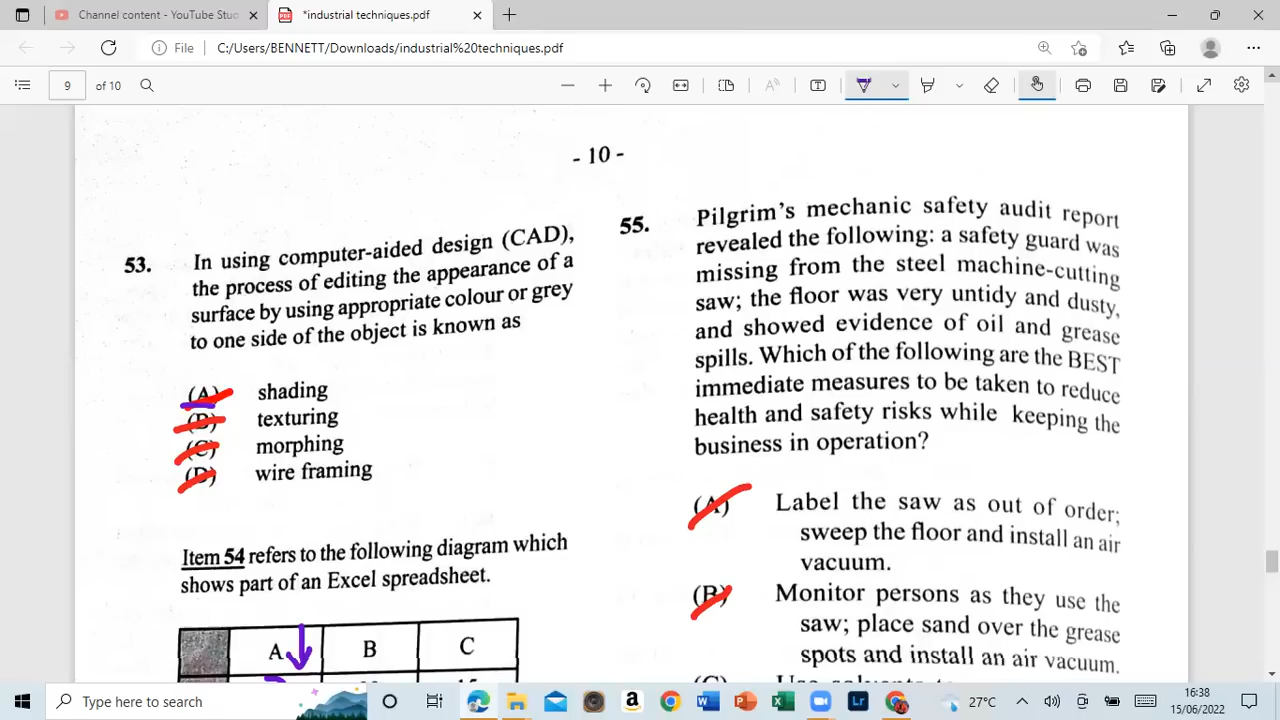 Channel content - YouTube Stu
*industrial techniques.pdf
File
C:/Users/BENNETT/Downloads/industrial%20techniques.pdf
9
of 10
- 10 -
53.
In using computer-aided design (CAD),
the process of editing the appearance of a
surface by using appropriate colour or grey
to one side of the object is known as
(A) shading
(B) texturing
(C) morphing
(D) wire framing
Item 54 refers to the following diagram which
shows part of an Excel spreadsheet.
A B C
55.
Pilgrim's mechanic safety audit report
revealed the following: a safety guard was
missing from the steel machine-cutting
saw; the floor was very untidy and dusty,
and showed evidence of oil and grease
spills. Which of the following are the BEST
immediate measures to be taken to reduce
health and safety risks while keeping the
business in operation?
(A) Label the saw as out of order;
sweep the floor and install an air
vacuum.
(B) Monitor persons as they use the
saw; place sand over the grease
spots and install an air vacuum.
Type here to search
27°C
16:38
15/06/2022